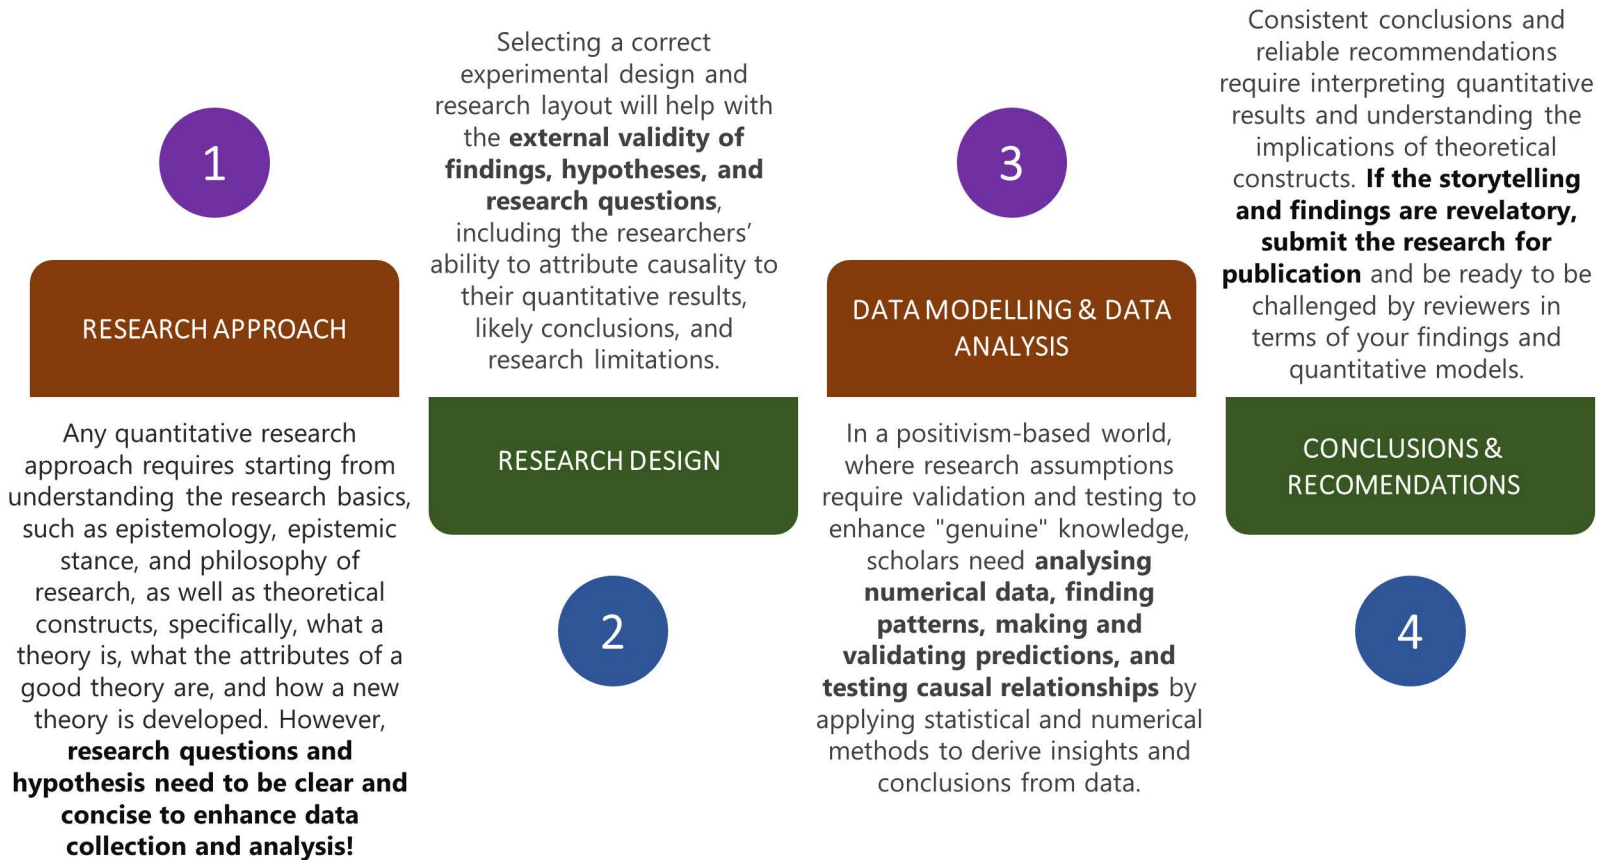 1
RESEARCH APPROACH
Any quantitative research
approach requires starting from
understanding the research basics,
such as epistemology, epistemic
stance, and philosophy of
research, as well as theoretical
constructs, specifically, what a
theory is, what the attributes of a
good theory are, and how a new
theory is developed. However,
research questions and
hypothesis need to be clear and
concise to enhance data
collection and analysis!
Selecting a correct
experimental design and
research layout will help with
the external validity of
findings, hypotheses, and
research questions,
including the researchers’
ability to attribute causality to
their quantitative results,
likely conclusions, and
research limitations.
RESEARCH DESIGN
2
3
DATA MODELLING & DATA
ANALYSIS
In a positivism-based world,
where research assumptions
require validation and testing to
enhance "genuine" knowledge,
scholars need analysing
numerical data, finding
patterns, making and
validating predictions, and
testing causal relationships by
applying statistical and numerical
methods to derive insights and
conclusions from data.
Consistent conclusions and
reliable recommendations
require interpreting quantitative
results and understanding the
implications of theoretical
constructs. If the storytelling
and findings are revelatory,
submit the research for
publication and be ready to be
challenged by reviewers in
terms of your findings and
quantitative models.
CONCLUSIONS &
RECOMENDATIONS
4